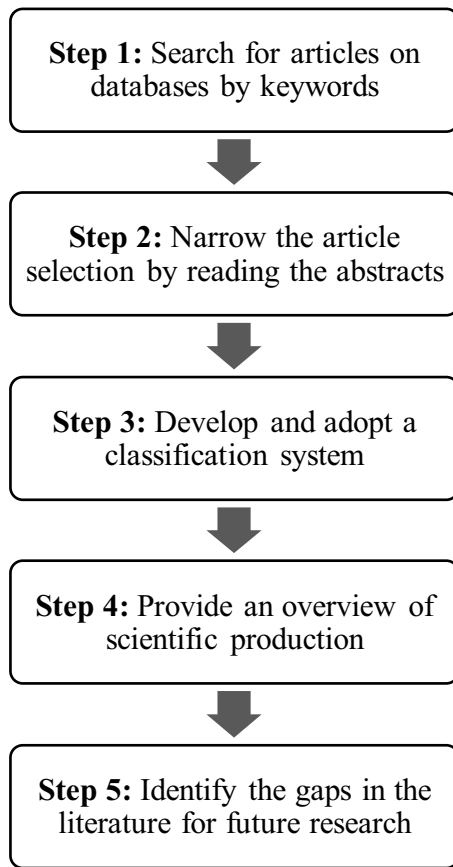 Step 1: Search for articles on
databases by keywords
Step 2: Narrow the article
selection by reading the abstracts
Step 3: Develop and adopt a
classification system
Step 4: Provide an overview of
scientific production
Step 5: Identify the gaps in the
literature for future research